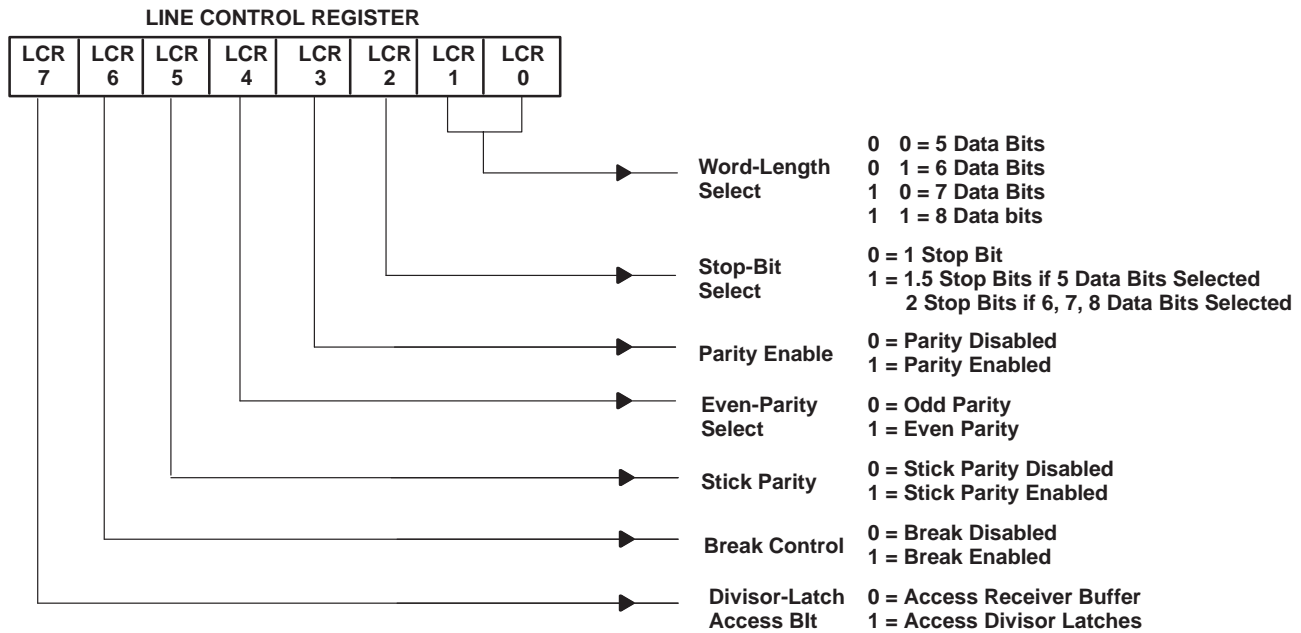 LINE CONTROL REGISTER
LCR LCR LCR LCR LCR LCR LCR LCR
7 6 5 4 3 2 1 0
Word-Length
Select
0 0 = 5 Data Bits
0 1 = 6 Data Bits
1 0 = 7 Data Bits
1 1 = 8 Data bits
Stop-Bit
Select
0 = 1 Stop Bit
1 = 1.5 Stop Bits if 5 Data Bits Selected
2 Stop Bits if 6, 7, 8 Data Bits Selected
Parity Enable
0 = Parity Disabled
1 = Parity Enabled
Even-Parity
Select
0 = Odd Parity
1 = Even Parity
Stick Parity
0 = Stick Parity Disabled
1 = Stick Parity Enabled
Break Control
0 = Break Disabled
1 = Break Enabled
Divisor-Latch
Access BIt
0 = Access Receiver Buffer
1 = Access Divisor Latches